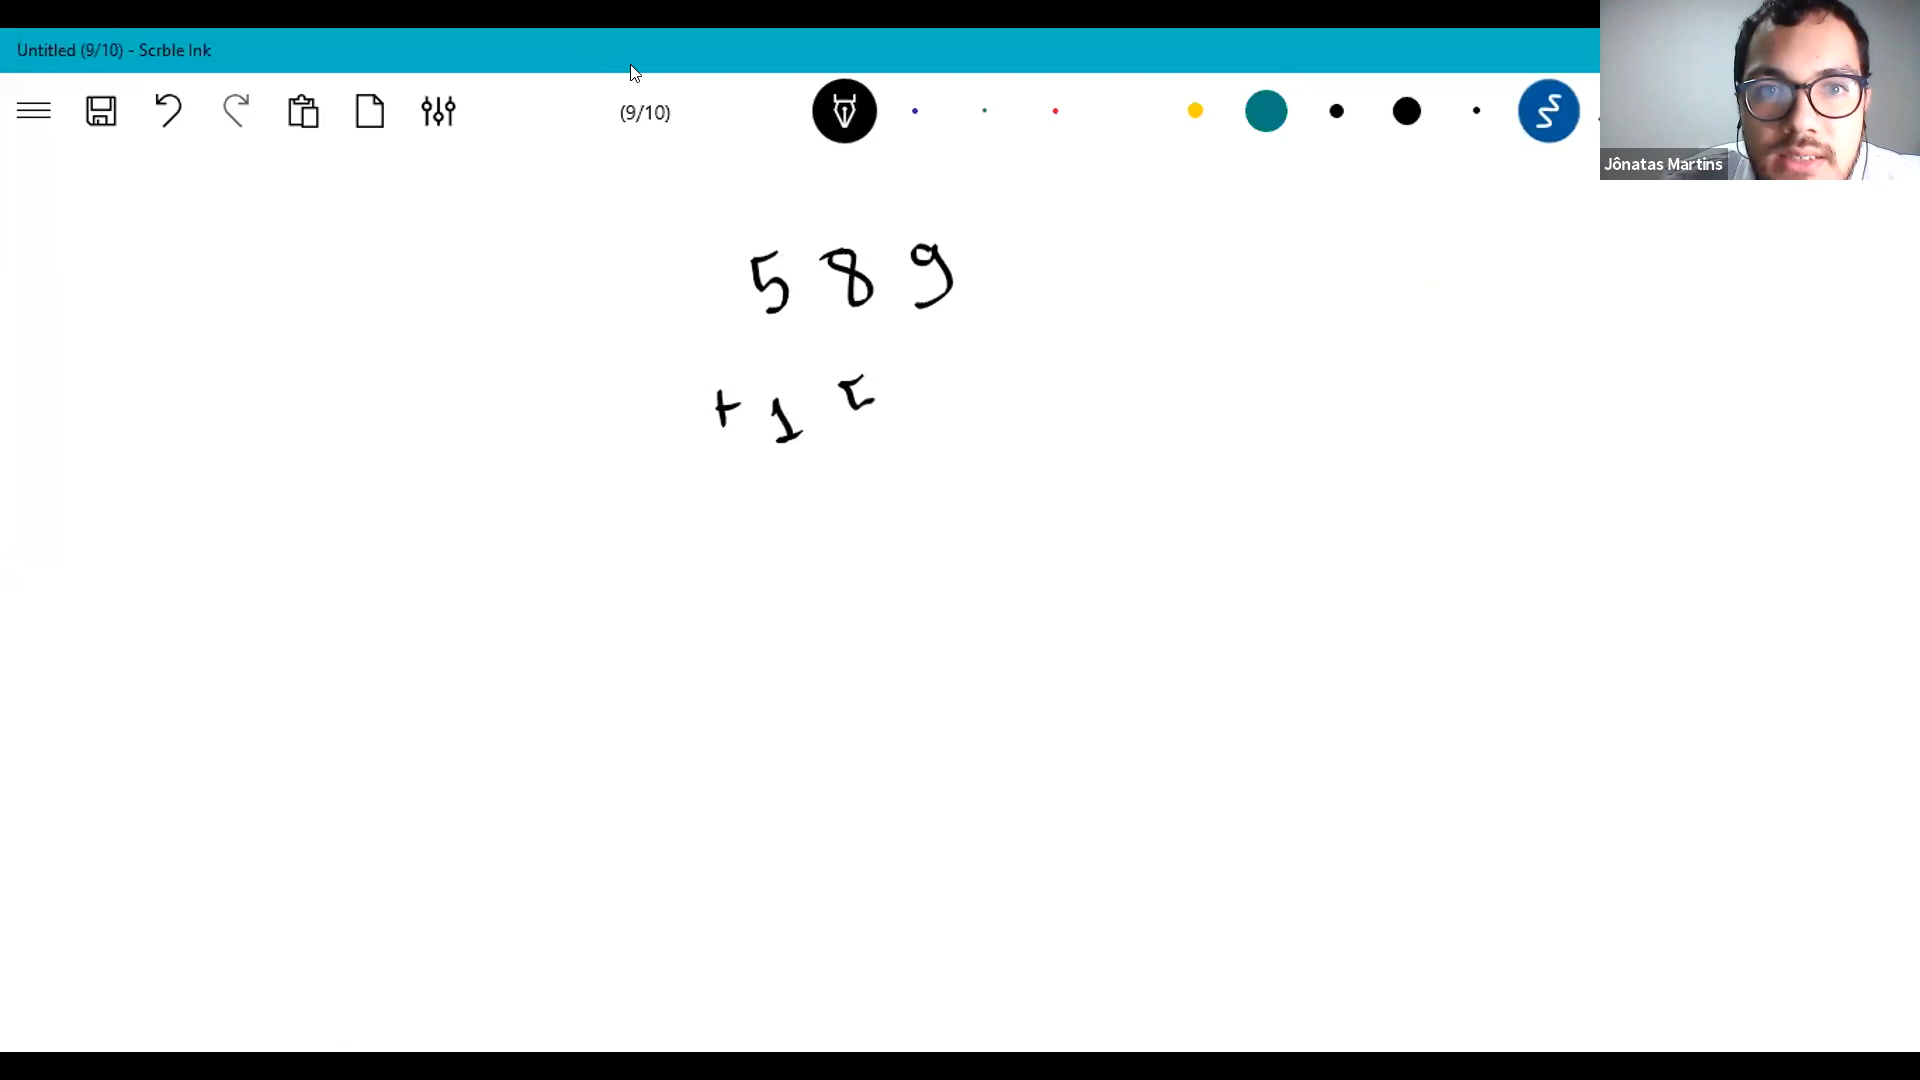 Untitled (9/10) - Scrble Ink
(9/10)
Jônatas Martins
5 8 9
+ 1